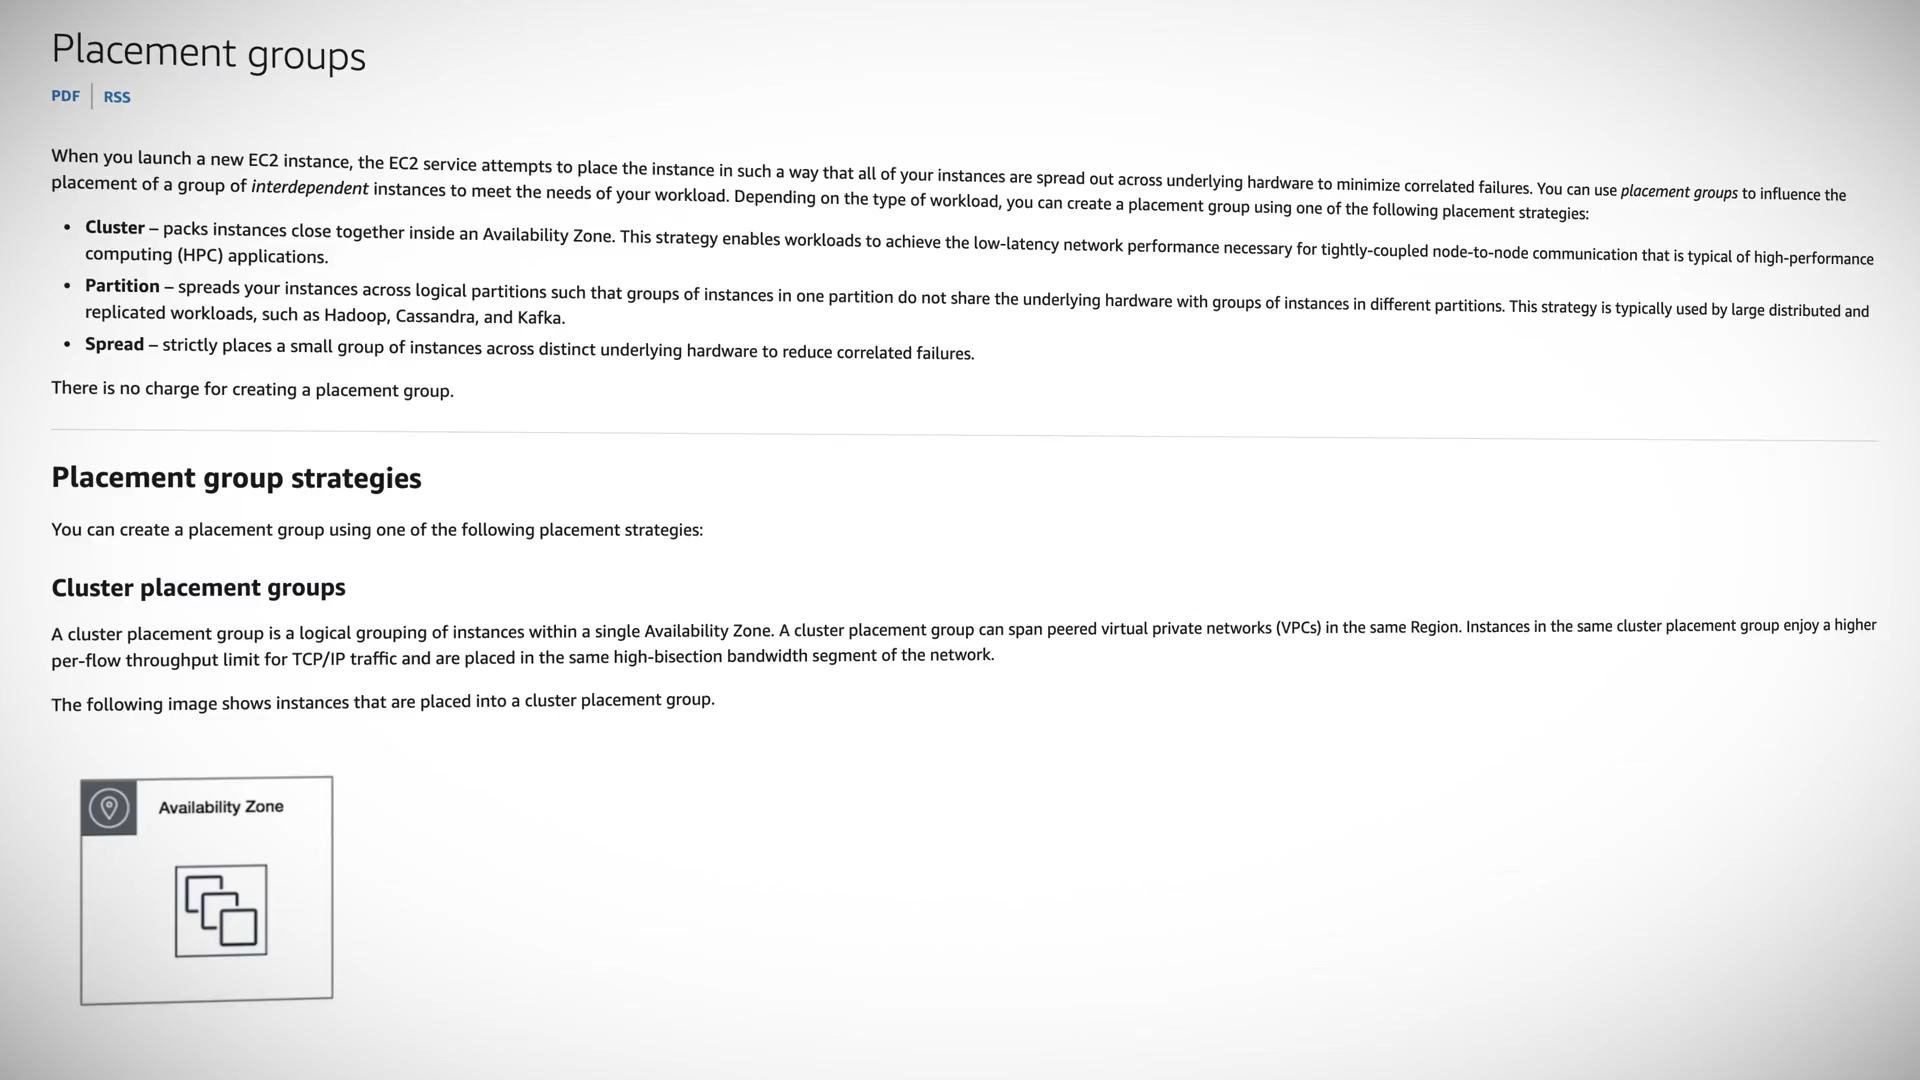 Placement groups
PDF
RSS
When you launch a new EC2 instance, the EC2 service attempts to place the instance in such a way that all of your instances are spread out across underlying hardware to minimize correlated failures. You can use placement groups to influence the
placement of a group of interdependent instances to meet the needs of your workload. Depending on the type of workload, you can create a placement group using one of the following placement strategies:
• Cluster – packs instances close together inside an Availability Zone. This strategy enables workloads to achieve the low-latency network performance necessary for tightly-coupled node-to-node communication that is typical of high-performance
computing (HPC) applications.
• Partition – spreads your instances across logical partitions such that groups of instances in one partition do not share the underlying hardware with groups of instances in different partitions. This strategy is typically used by large distributed and
replicated workloads, such as Hadoop, Cassandra, and Kafka.
• Spread – strictly places a small group of instances across distinct underlying hardware to reduce correlated failures.
There is no charge for creating a placement group.
Placement group strategies
You can create a placement group using one of the following placement strategies:
Cluster placement groups
A cluster placement group is a logical grouping of instances within a single Availability Zone. A cluster placement group can span peered virtual private networks (VPCs) in the same Region. Instances in the same cluster placement group enjoy a higher
per-flow throughput limit for TCP/IP traffic and are placed in the same high-bisection bandwidth segment of the network.
The following image shows instances that are placed into a cluster placement group.
Availability Zone